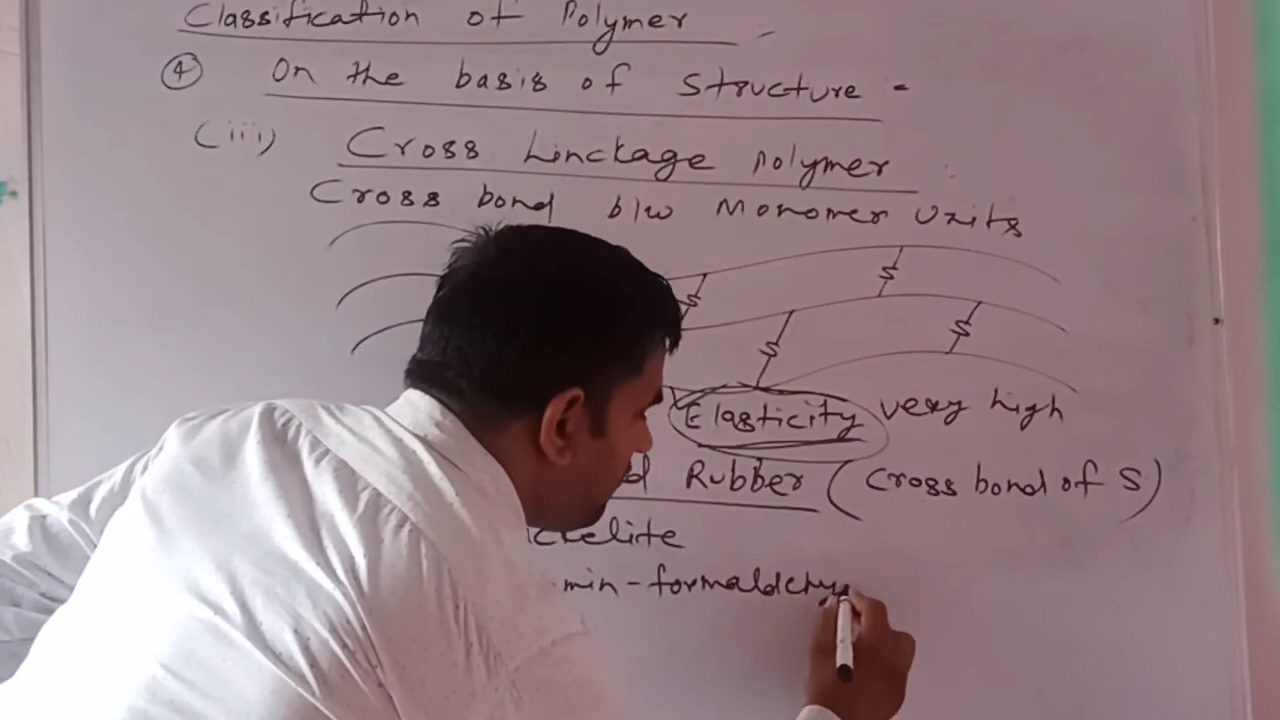 Classification of Polymer -
④ On the basis of Structure -
(iii) Cross Linckage Polymer
Cross bond b/w Monomer Units
S S
S S
Elasticity very high
Rubber (Cross bond of S)
min-formaldehy